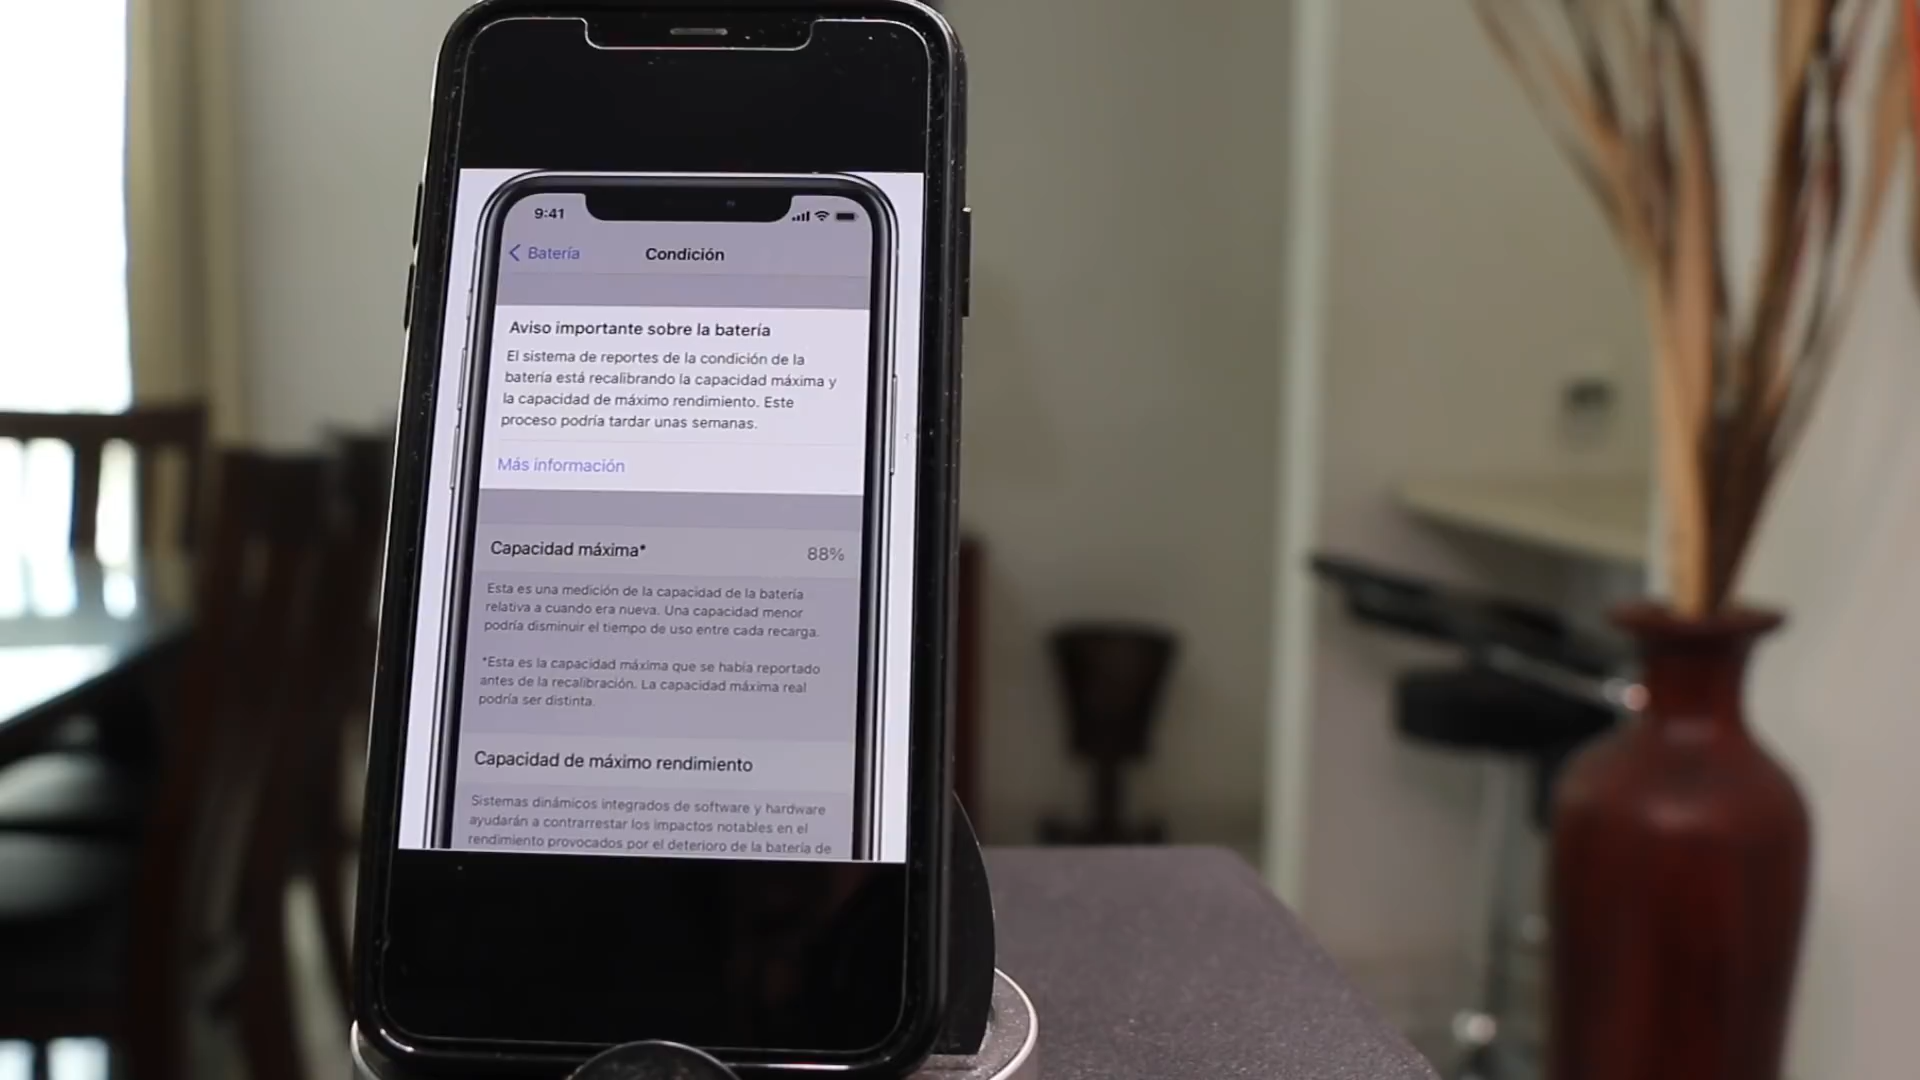 9:41
Batería
Condición
Aviso importante sobre la batería
El sistema de reportes de la condición de la
batería está recalibrando la capacidad máxima y
la capacidad de máximo rendimiento. Este
proceso podría tardar unas semanas.
Más información
Capacidad máxima*
88%
Esta es una medición de la capacidad de la batería
relativa a cuando era nueva. Una capacidad menor
podría disminuir el tiempo de uso entre cada recarga.
*Esta es la capacidad máxima que se había reportado
antes de la recalibración. La capacidad máxima real
podría ser distinta.
Capacidad de máximo rendimiento
Sistemas dinámicos integrados de software y hardware
ayudarán a contrarrestar los impactos notables en el
rendimiento provocados por el deterioro de la batería de